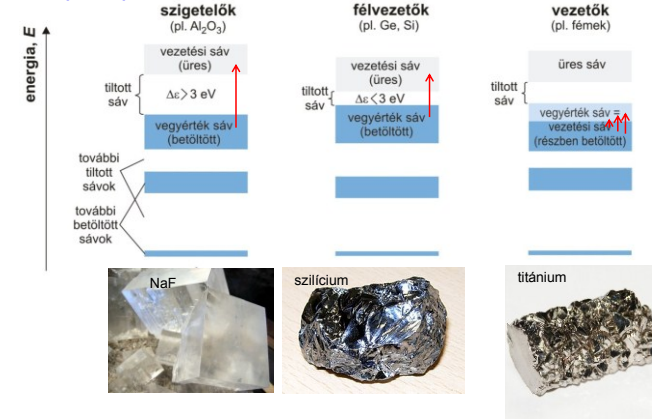 szigetelők
(pl. Al₂O₃)
félvezetők
(pl. Ge, Si)
vezetők
(pl. fémek)
energia, E
vezetési sáv
(üres)
tiltott
sáv
Δε>3 eV
vegyérték sáv
(betöltött)
további
tiltott
sávok
további
betöltött
sávok
vezetési sáv
(üres)
tiltott
sáv
Δε<3 eV
vegyérték sáv
(betöltött)
üres sáv
tiltott
sáv
vegyérték sáv =
vezetési sáv
(részben betöltött)
NaF
szilícium
titánium